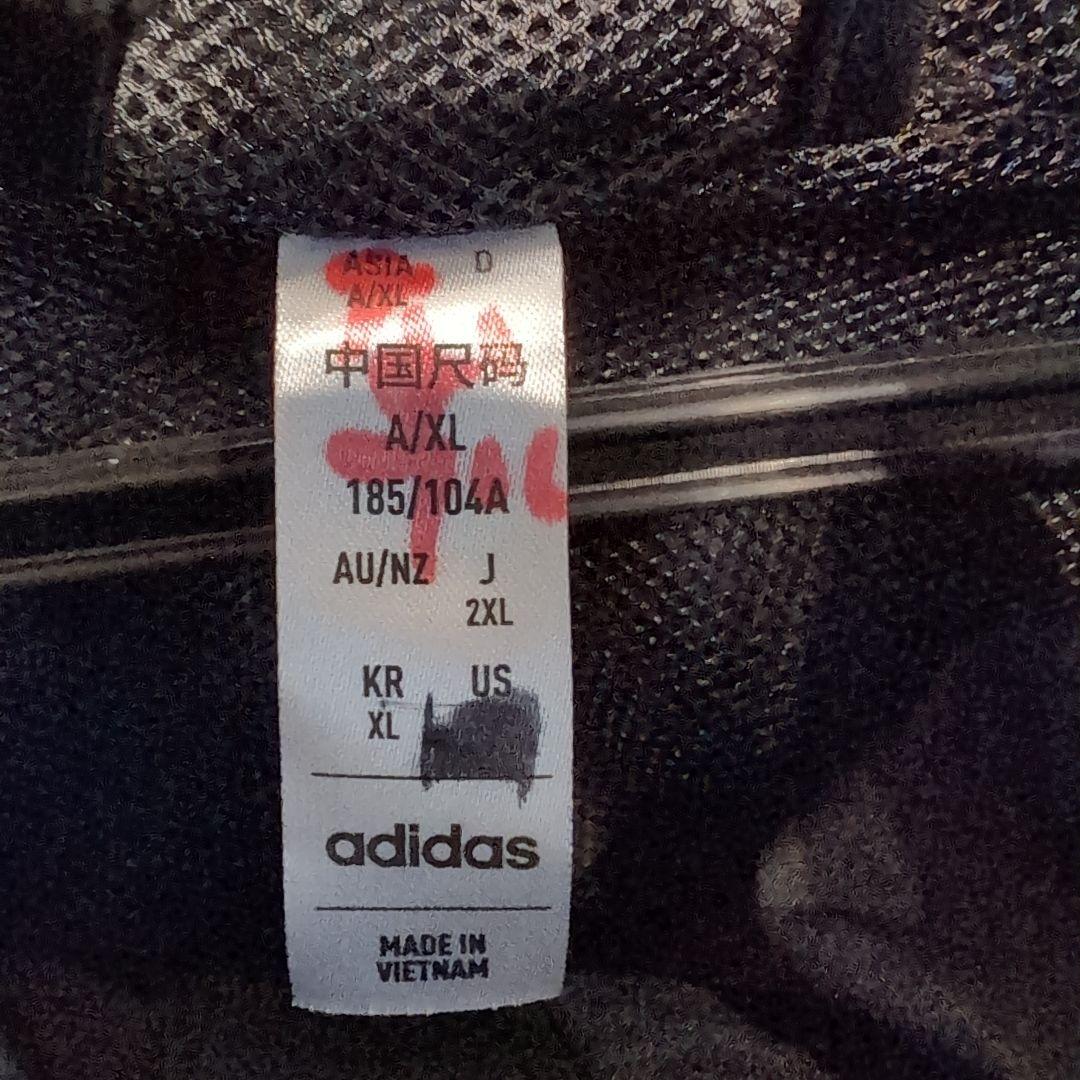 ASIA D
A/XL
中国尺码
A/XL
185/104A
AU/NZ J
2XL
KR US
XL
adidas
MADE IN
VIETNAM